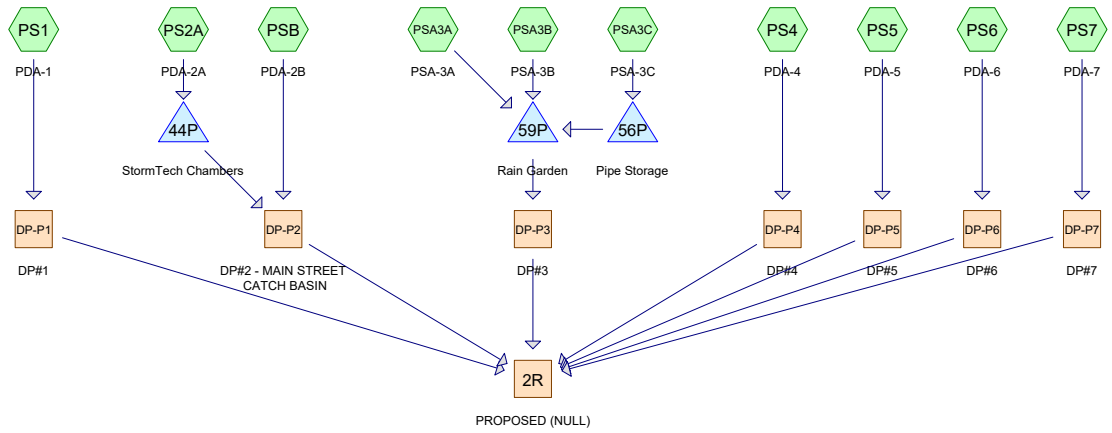 PS1
PS2A
PSB
PSA3A
PSA3B
PSA3C
PS4
PS5
PS6
PS7
PDA-1
PDA-2A
PDA-2B
PSA-3A
PSA-3B
PSA-3C
PDA-4
PDA-5
PDA-6
PDA-7
44P
59P
56P
StormTech Chambers
Rain Garden
Pipe Storage
DP-P1
DP-P2
DP-P3
DP-P4
DP-P5
DP-P6
DP-P7
DP#1
DP#2 - MAIN STREET
CATCH BASIN
DP#3
DP#4
DP#5
DP#6
DP#7
2R
PROPOSED (NULL)